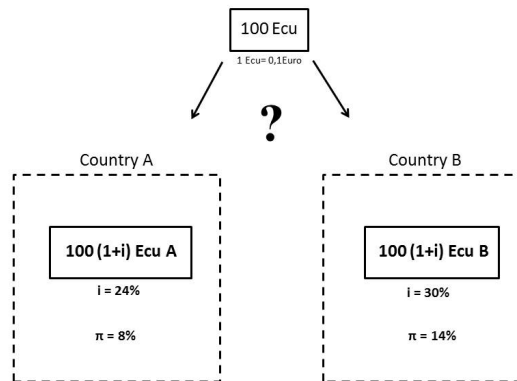 100 Ecu
1 Ecu= 0,1Euro
?
Country A
100 (1+i) Ecu A
i = 24%
π = 8%
Country B
100 (1+i) Ecu B
i = 30%
π = 14%